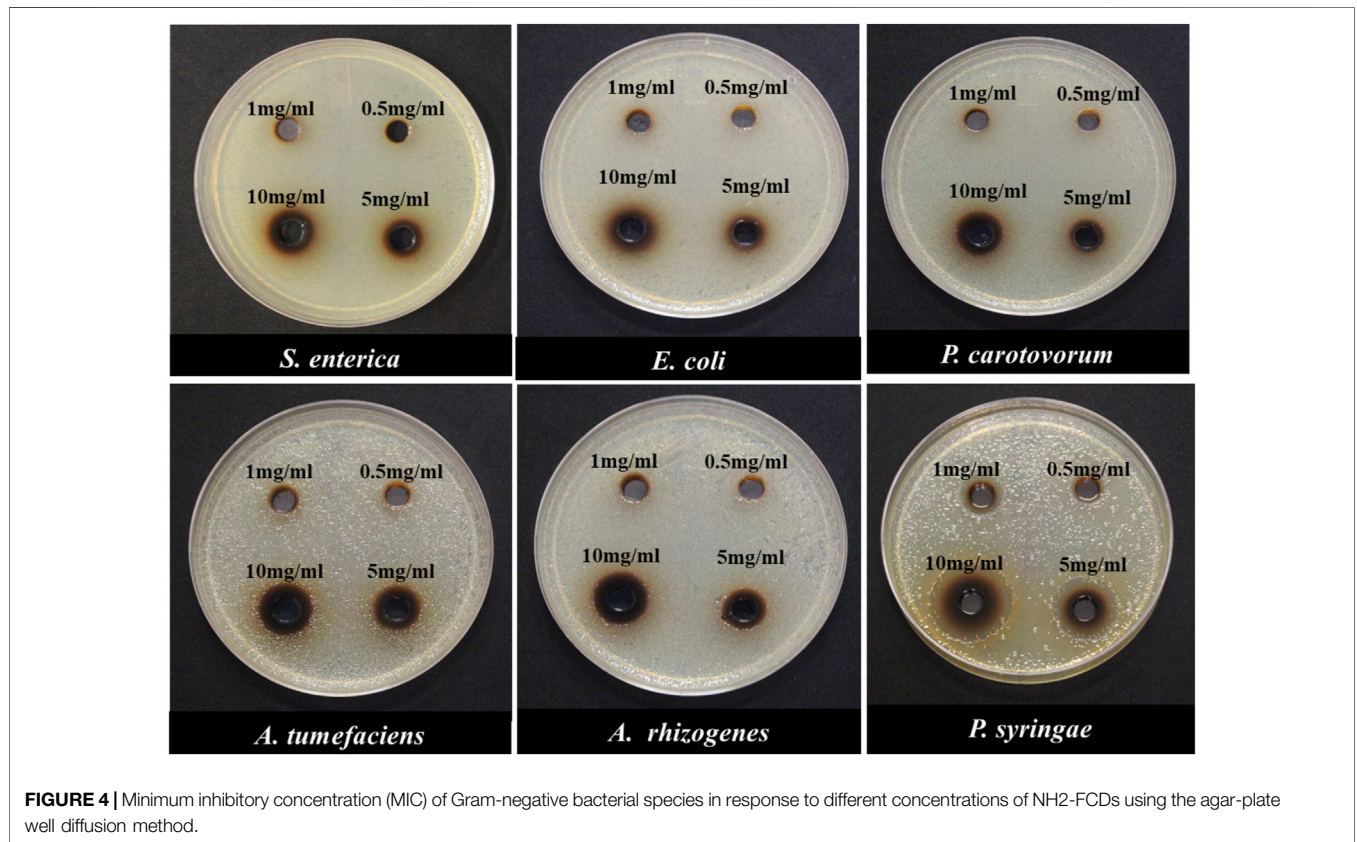 1mg/ml 0.5mg/ml
10mg/ml 5mg/ml
S. enterica
1mg/ml 0.5mg/ml
10mg/ml 5mg/ml
E. coli
1mg/ml 0.5mg/ml
10mg/ml 5mg/ml
P. carotovorum
1mg/ml 0.5mg/ml
10mg/ml 5mg/ml
A. tumefaciens
1mg/ml 0.5mg/ml
10mg/ml 5mg/ml
A. rhizogenes
1mg/ml 0.5mg/ml
10mg/ml 5mg/ml
P. syringae
FIGURE 4 | Minimum inhibitory concentration (MIC) of Gram-negative bacterial species in response to different concentrations of NH2-FCDs using the agar-plate
well diffusion method.